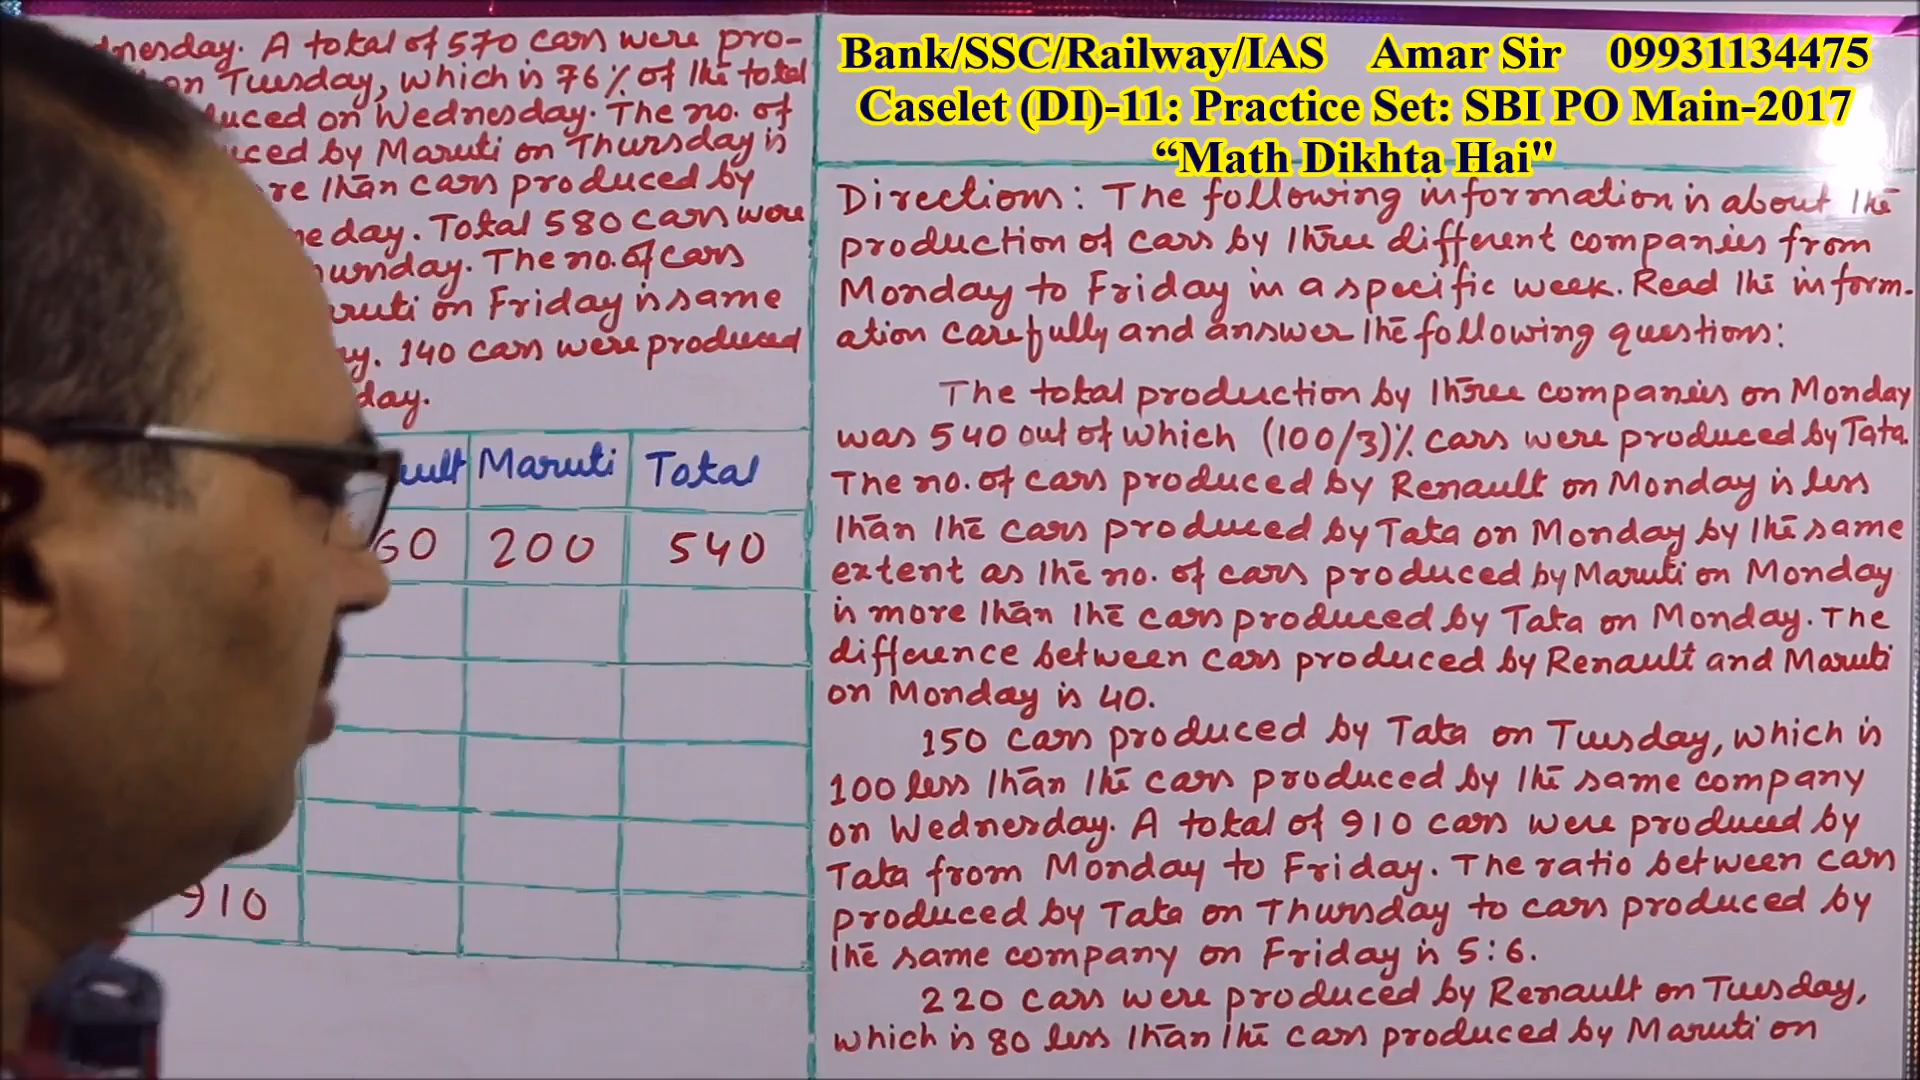 Bank/SSC/Railway/IAS Amar Sir 09931134475
Caselet (DI)-11: Practice Set: SBI PO Main-2017
“Math Dikhta Hai"
Directions: The following information is about the
production of cars by three different companies from
Monday to Friday in a specific week. Read the inform-
ation carefully and answer the following questions:
The total production by three companies on Monday
was 540 out of which (100/3)% cars were produced by Tata.
The no. of cars produced by Renault on Monday is less
than the cars produced by Tata on Monday by the same
extent as the no. of cars produced by Maruti on Monday
is more than the cars produced by Tata on Monday. The
difference between cars produced by Renault and Maruti
on Monday is 40.
150 cars produced by Tata on Tuesday, which is
100 less than the cars produced by the same company
on Wednesday. A total of 910 cars were produced by
Tata from Monday to Friday. The ratio between cars
produced by Tata on Thursday to cars produced by
the same company on Friday is 5:6.
220 cars were produced by Renault on Tuesday,
which is 80 less than the cars produced by Maruti on
nesday. A total of 570 cars were pro-
on Tuesday, which is 76% of the total
duced on Wednesday. The no. of
uced by Maruti on Thursday is
re than cars produced by
me day. Total 580 cars were
hursday. The no. of cars
ruti on Friday is same
ay. 140 cars were produced
day.
ult Maruti Total
60 200 540
910